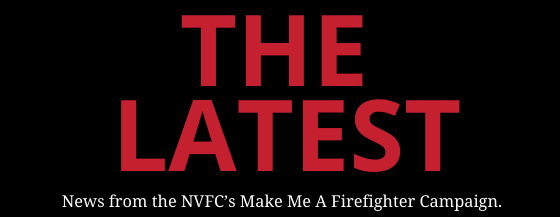 THE
LATEST
News from the NVFC’s Make Me A Firefighter Campaign.